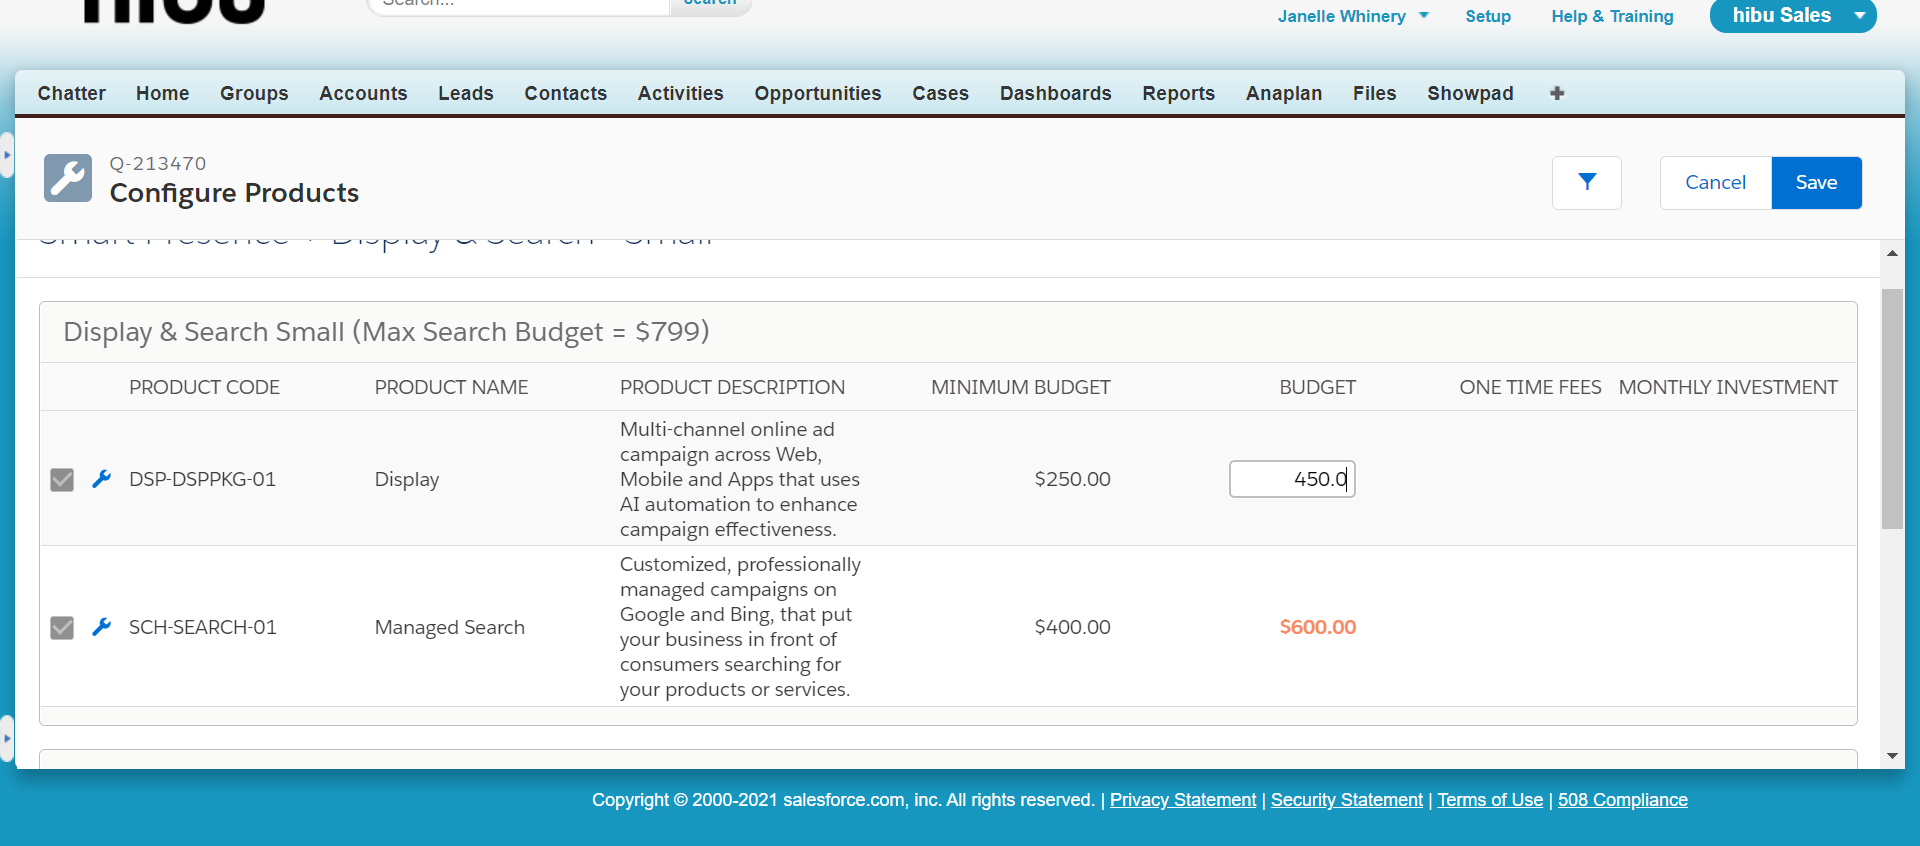 hibu
Search...
Search
Janelle Whinery
Setup
Help & Training
hibu Sales
Chatter Home Groups Accounts Leads Contacts Activities Opportunities Cases Dashboards Reports Anaplan Files Showpad
Q-213470
Configure Products
Cancel
Save
Smart Presence + Display & Search - Small
Display & Search Small (Max Search Budget = $799)
PRODUCT CODE PRODUCT NAME PRODUCT DESCRIPTION MINIMUM BUDGET BUDGET ONE TIME FEES MONTHLY INVESTMENT
Multi-channel online ad
campaign across Web,
DSP-DSPPKG-01 Display Mobile and Apps that uses $250.00 450.0
AI automation to enhance
campaign effectiveness.
Customized, professionally
managed campaigns on
Google and Bing, that put
SCH-SEARCH-01 Managed Search your business in front of $400.00 $600.00
consumers searching for
your products or services.
Copyright © 2000-2021 salesforce.com, inc. All rights reserved. | Privacy Statement | Security Statement | Terms of Use | 508 Compliance